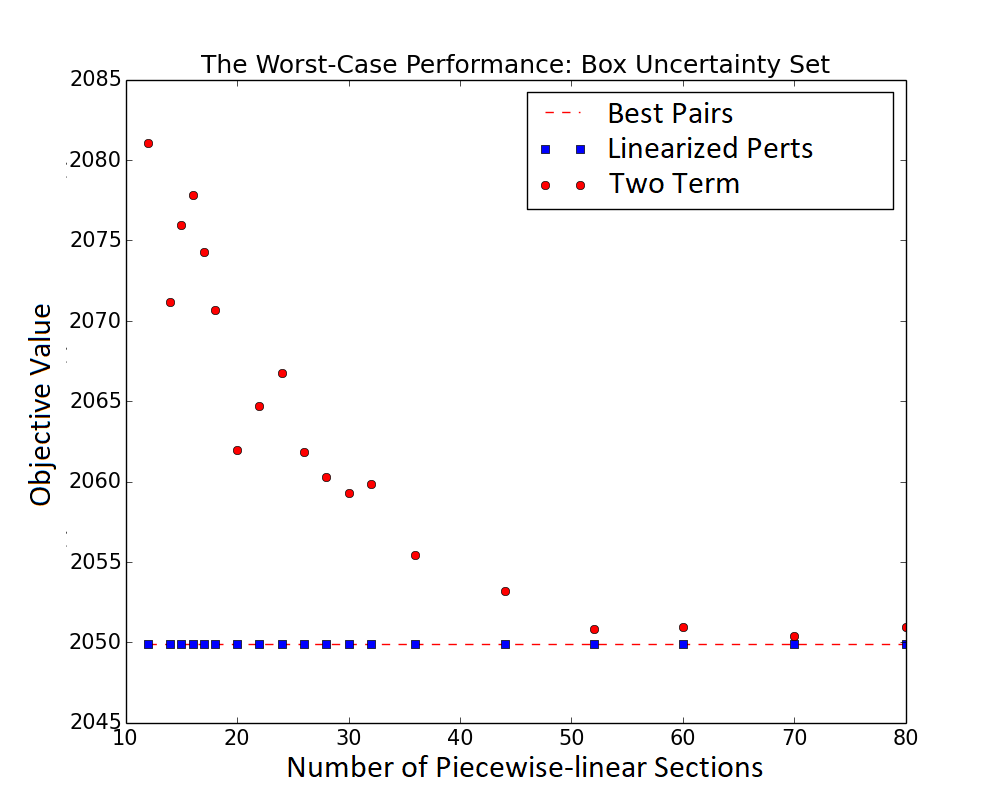 The Worst-Case Performance: Box Uncertainty Set
2085
2080
2075
2070
2065
2060
2055
2050
2045
Objective Value
Best Pairs
Linearized Perts
Two Term
10 20 30 40 50 60 70 80
Number of Piecewise-linear Sections